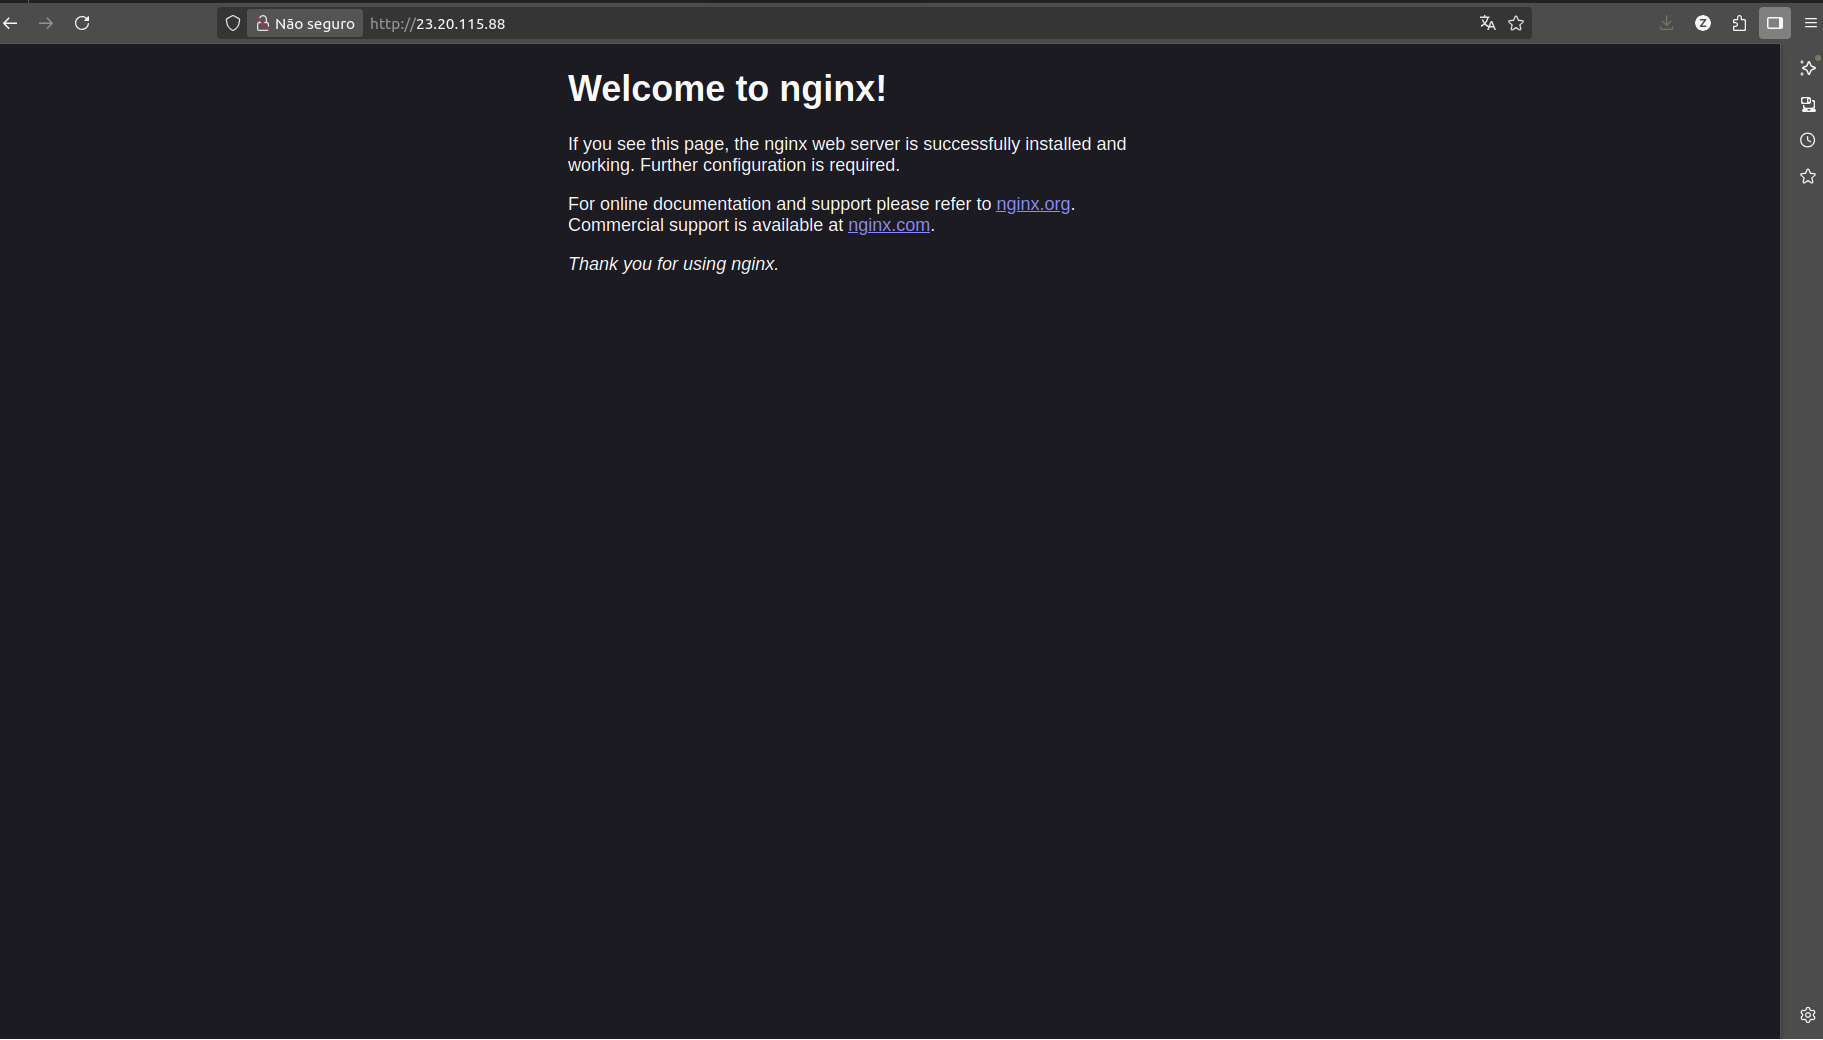 Não seguro http://23.20.115.88
Z
Welcome to nginx!
If you see this page, the nginx web server is successfully installed and
working. Further configuration is required.
For online documentation and support please refer to nginx.org.
Commercial support is available at nginx.com.
Thank you for using nginx.